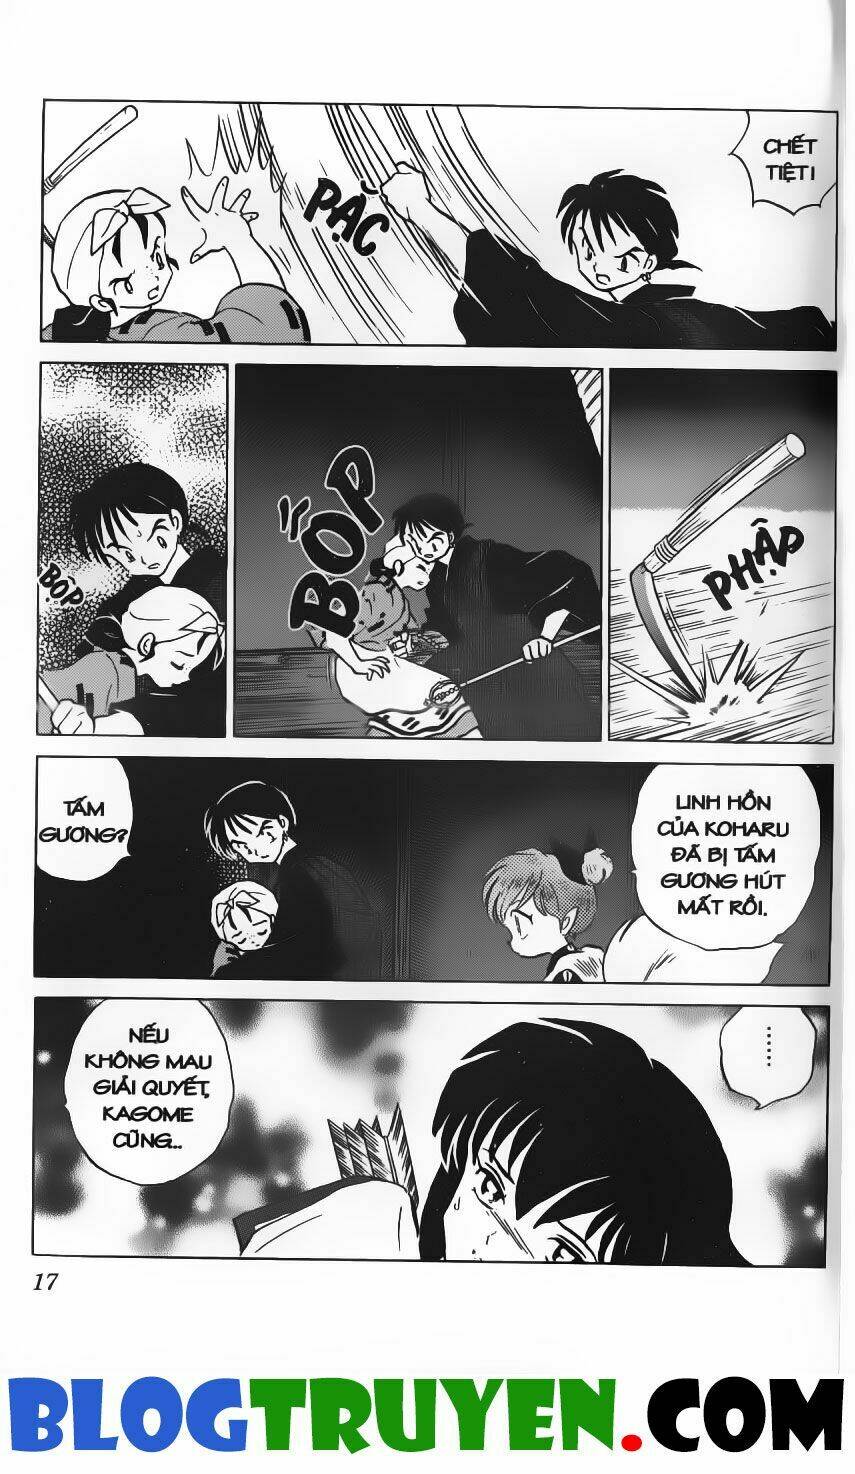 CHẾT
TIỆT!
PẶC
BỘP
BỐP
PHẬP
TẤM
GƯƠNG?
LINH HỒN
CỦA KOHARU
ĐÃ BỊ TẤM
GƯƠNG HÚT
MẤT RỒI.
NẾU
KHÔNG MAU
GIẢI QUYẾT,
KAGOME
CŨNG...
.......
17
BLOGTRUYEN.COM